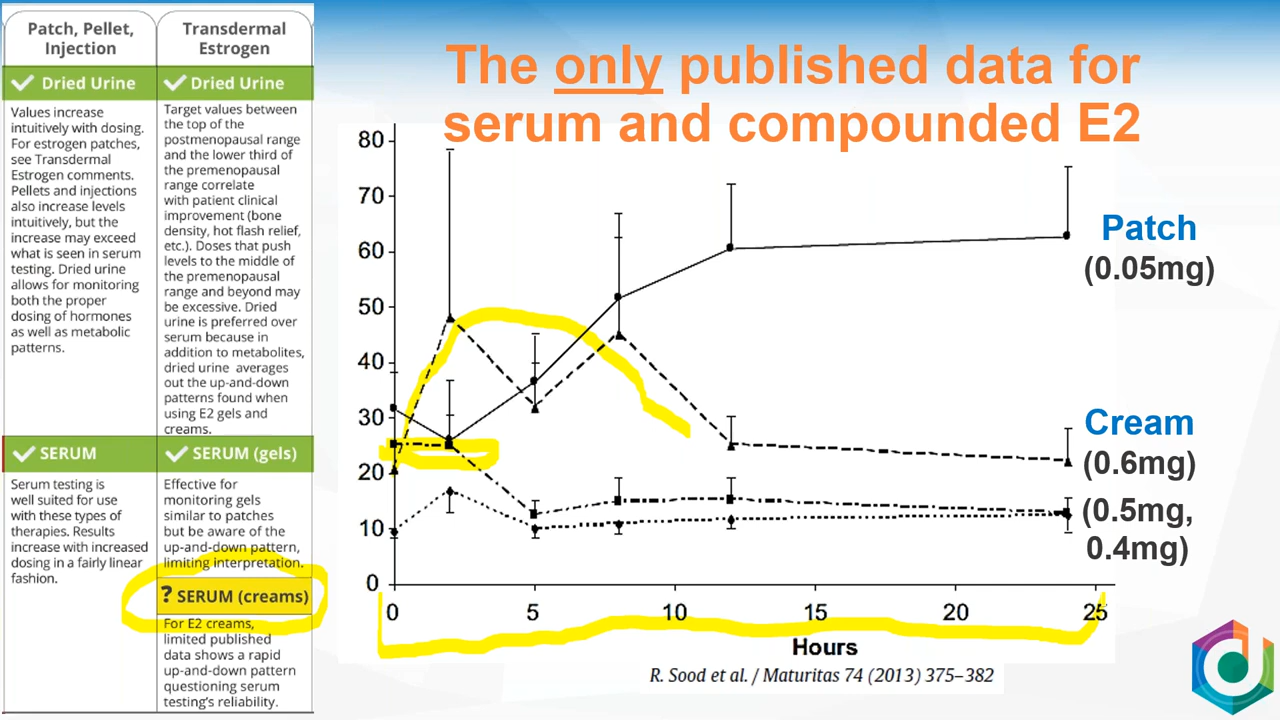 Patch, Pellet,
Injection
Dried Urine
Values increase
intuitively with dosing.
For estrogen patches,
see Transdermal
Estrogen comments.
Pellets and injections
also increase levels
intuitively, but the
increase may exceed
what is seen in serum
testing. Dried urine
allows for monitoring
both the proper
dosing of hormones
as well as metabolic
patterns.
SERUM
Serum testing is
well suited for use
with these types of
therapies. Results
increase with increased
dosing in a fairly linear
fashion.
Transdermal
Estrogen
Dried Urine
Target values between
the top of the
postmenopausal range
and the lower third of
the premenopausal
range correlate
with patient clinical
improvement (bone
density, hot flash relief,
etc.). Doses that push
levels to the middle of
the premenopausal
range and beyond may
be excessive. Dried
urine is preferred over
serum because in
addition to metabolites,
dried urine averages
out the up-and-down
patterns found when
using E2 gels and
creams.
SERUM (gels)
Effective for
monitoring gels
similar to patches
but be aware of the
up-and-down pattern,
limiting interpretation.
? SERUM (creams)
For E2 creams,
limited published
data shows a rapid
up-and-down pattern
questioning serum
testing's reliability.
The only published data for
serum and compounded E2
80
70
60
50
40
30
20
10
0
0 5 10 15 20 25
Hours
Patch
(0.05mg)
Cream
(0.6mg)
(0.5mg,
0.4mg)
R. Sood et al. / Maturitas 74 (2013) 375–382